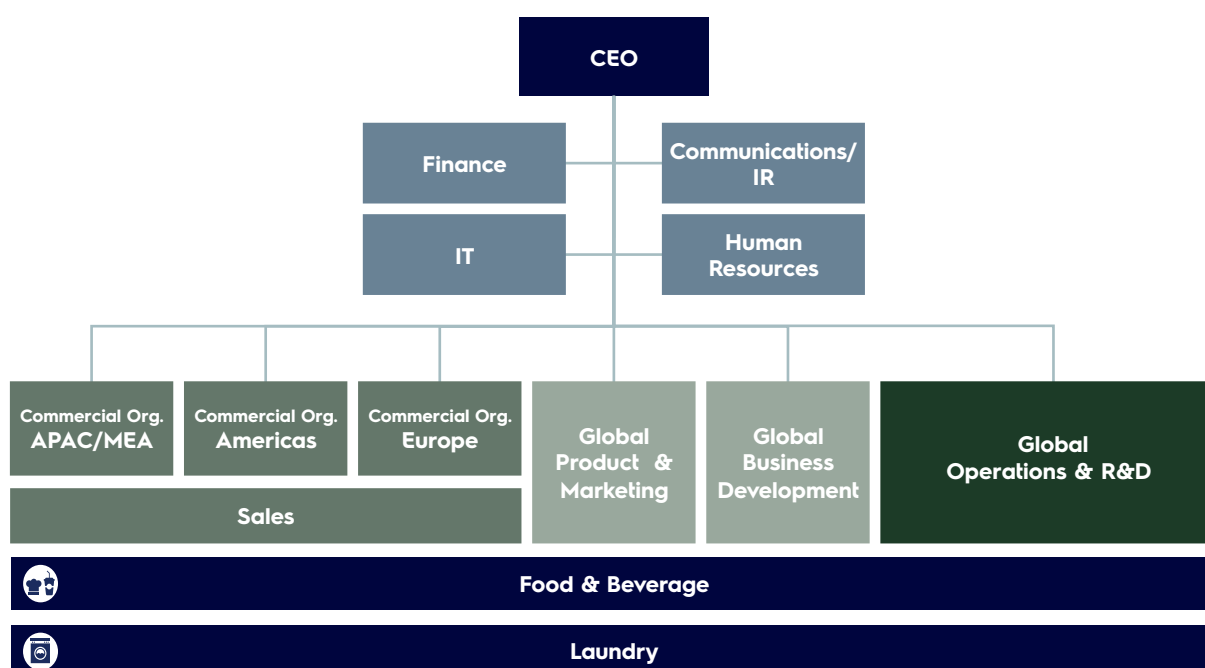 CEO
Finance
Communications/
IR
IT
Human
Resources
Commercial Org.
APAC/MEA
Commercial Org.
Americas
Commercial Org.
Europe
Global
Product & 
Marketing
Global
Business
Development
Global
Operations & R&D
Sales
Food & Beverage
Laundry